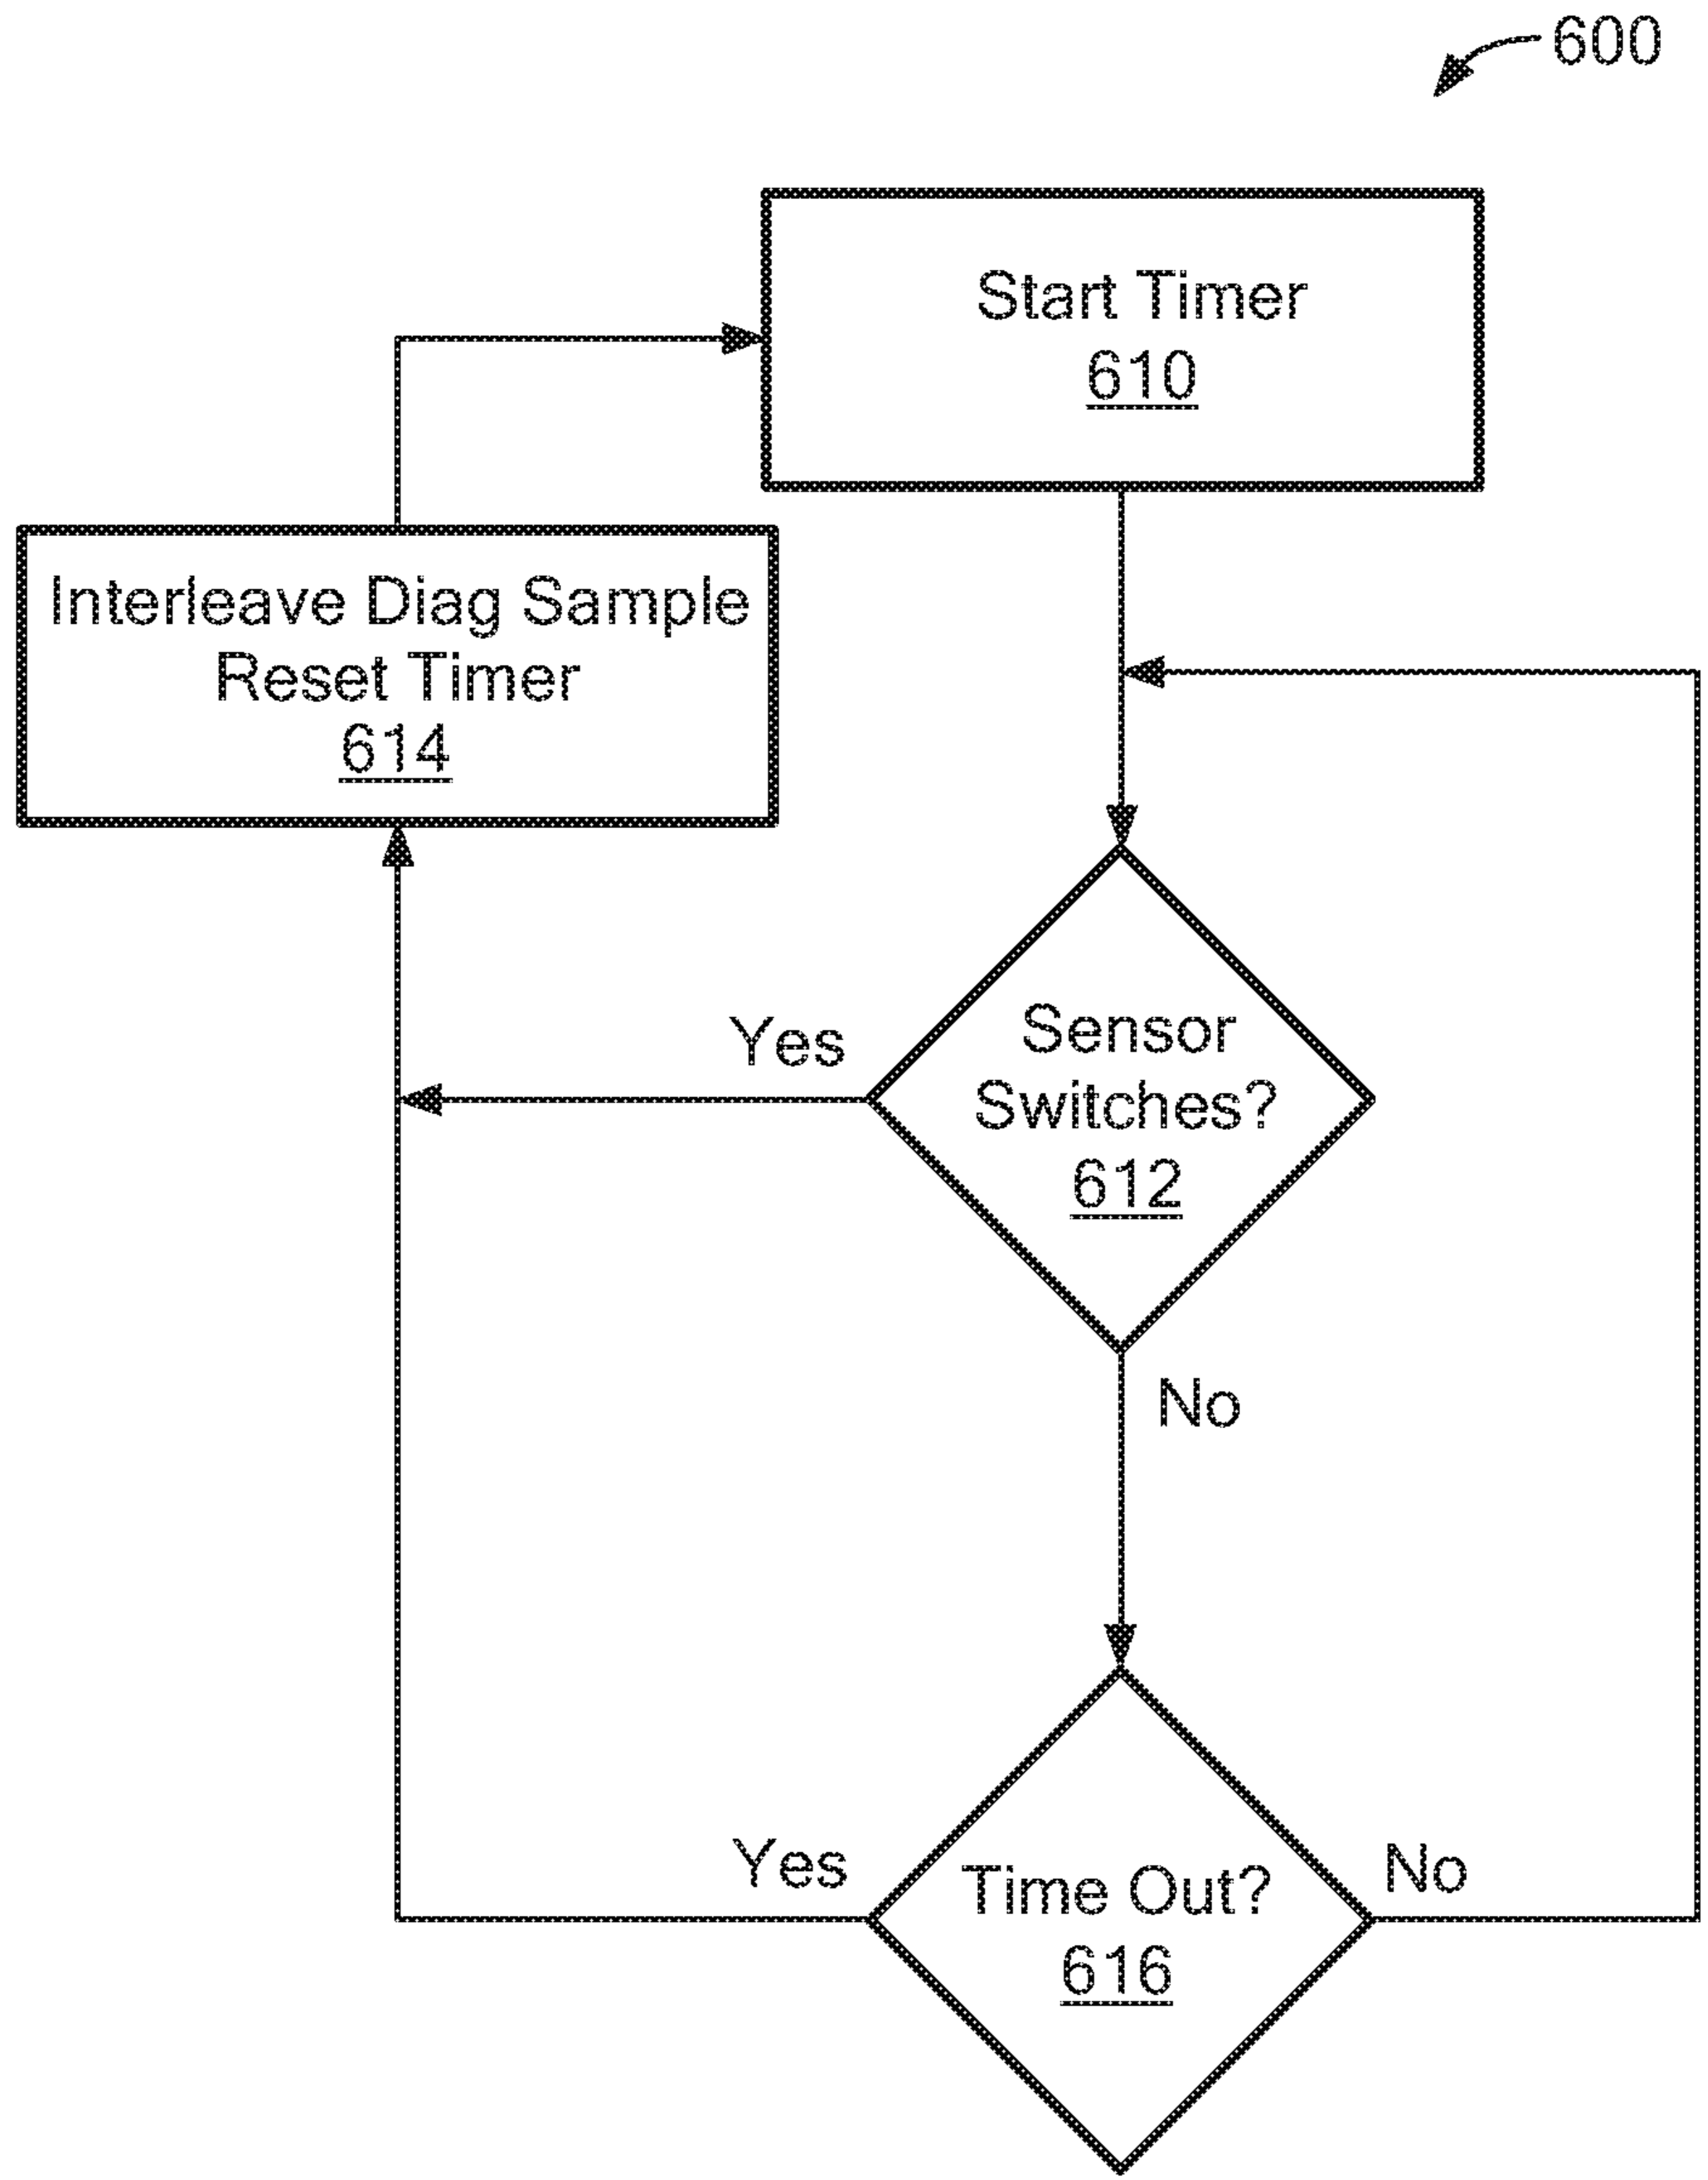 600
Start Timer
610
Interleave Diag Sample
Reset Timer
614
Sensor
Switches?
612
Yes
No
Time Out?
616
Yes
No